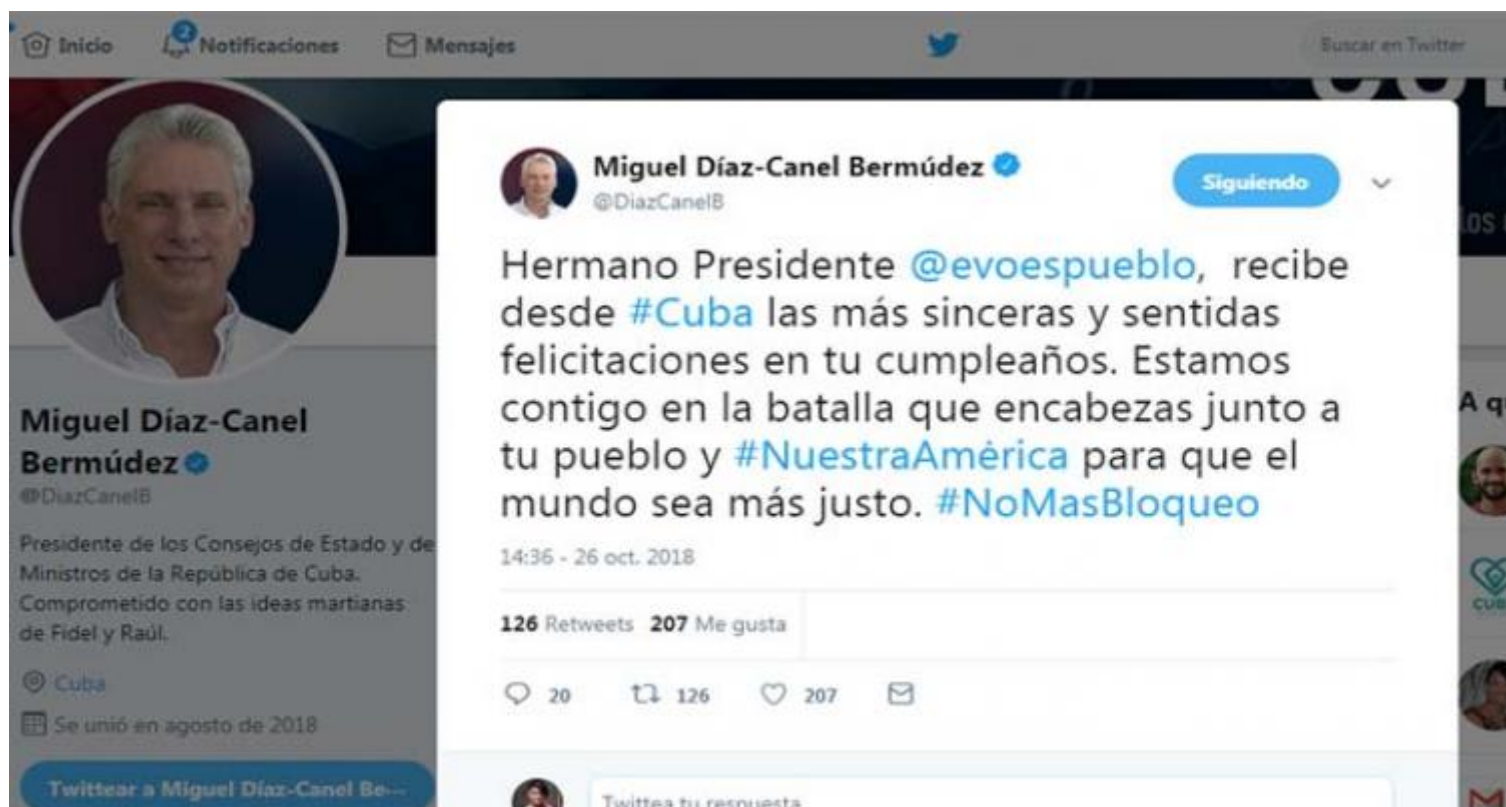 Inicio
2
Notificaciones
Mensajes
Buscar en Twitter
Miguel Díaz-Canel
Bermúdez
@DiazCanelB
Presidente de los Consejos de Estado y de
Ministros de la República de Cuba.
Comprometido con las ideas martianas
de Fidel y Raúl.
Cuba
Se unió en agosto de 2018
Twittear a Miguel Díaz-Canel Be...
Miguel Díaz-Canel Bermúdez
@DiazCanelB
Siguiendo
Hermano Presidente @evoespueblo, recibe
desde #Cuba las más sinceras y sentidas
felicitaciones en tu cumpleaños. Estamos
contigo en la batalla que encabezas junto a
tu pueblo y #NuestraAmérica para que el
mundo sea más justo. #NoMasBloqueo
14:36 - 26 oct. 2018
126 Retweets 207 Me gusta
20 126 207
Twittea tu respuesta